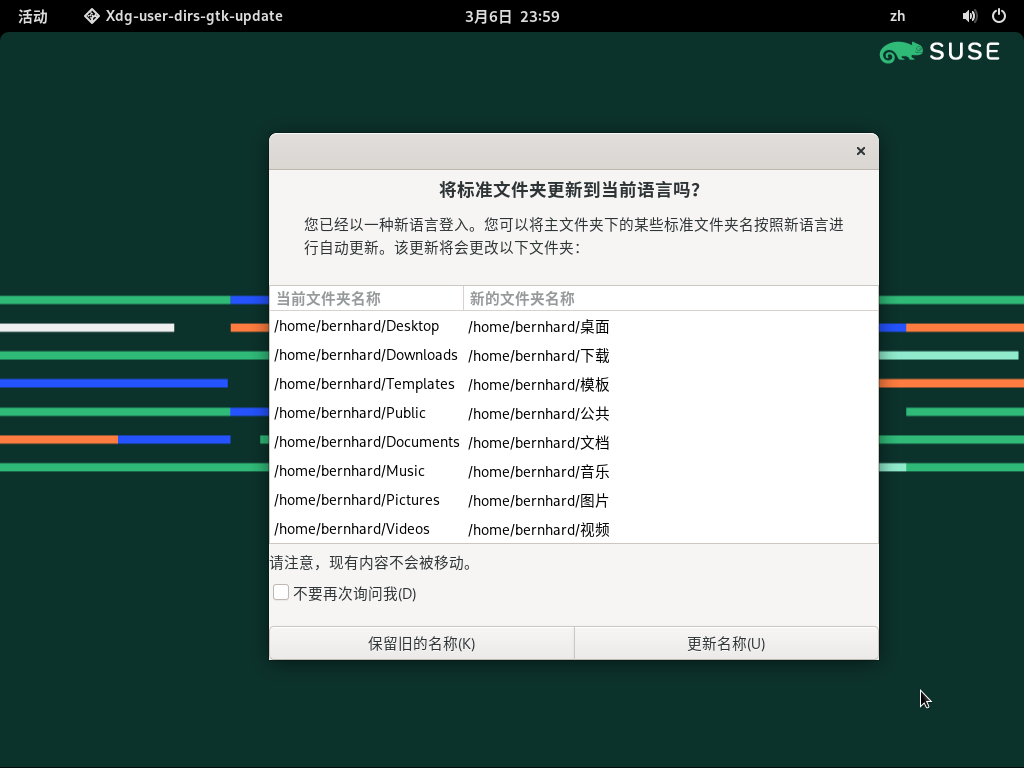 活动 Xdg-user-dirs-gtk-update 3月6日 23:59 zh
SUSE
将标准文件夹更新到当前语言吗?
您已经以一种新语言登入。您可以将主文件夹下的某些标准文件夹名按照新语言进
行自动更新。该更新将会更改以下文件夹：
当前文件夹名称 新的文件夹名称
/home/bernhard/Desktop /home/bernhard/桌面
/home/bernhard/Downloads /home/bernhard/下载
/home/bernhard/Templates /home/bernhard/模板
/home/bernhard/Public /home/bernhard/公共
/home/bernhard/Documents /home/bernhard/文档
/home/bernhard/Music /home/bernhard/音乐
/home/bernhard/Pictures /home/bernhard/图片
/home/bernhard/Videos /home/bernhard/视频
请注意，现有内容不会被移动。
不要再次询问我(D)
保留旧的名称(K) 更新名称(U)